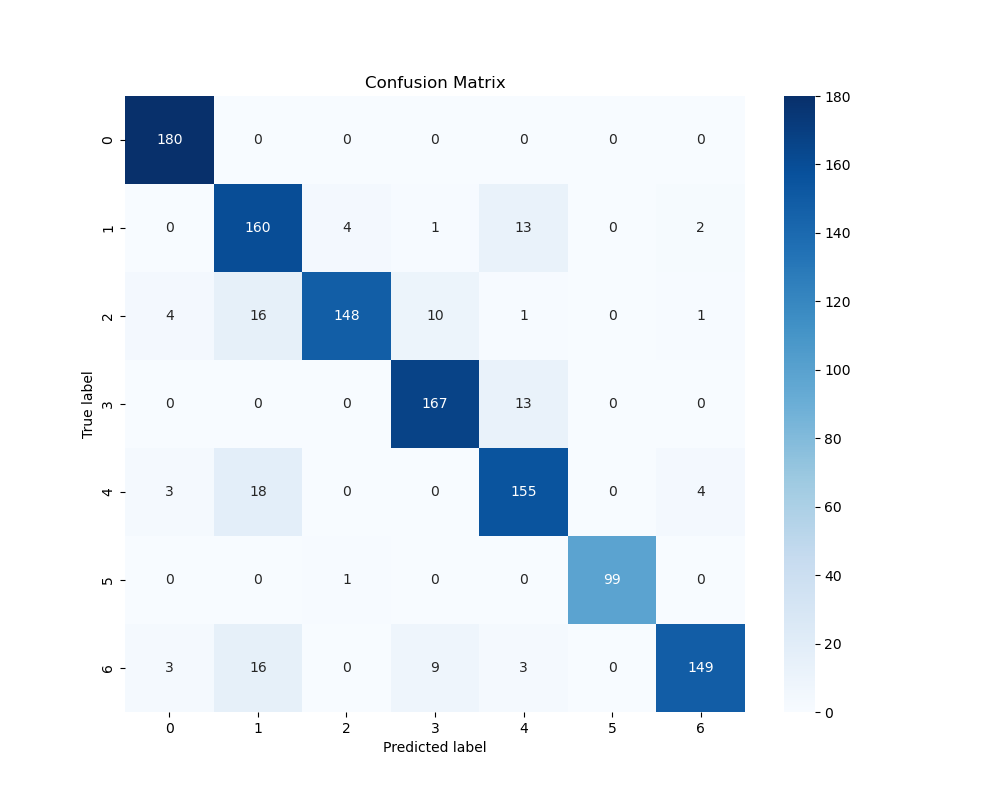 Confusion Matrix
0 180 0 0 0 0 0 0
1 0 160 4 1 13 0 2
2 4 16 148 10 1 0 1
3 0 0 0 167 13 0 0
4 3 18 0 0 155 0 4
5 0 0 1 0 0 99 0
6 3 16 0 9 3 0 149
0 1 2 3 4 5 6
Predicted label
True label
180
160
140
120
100
80
60
40
20
0